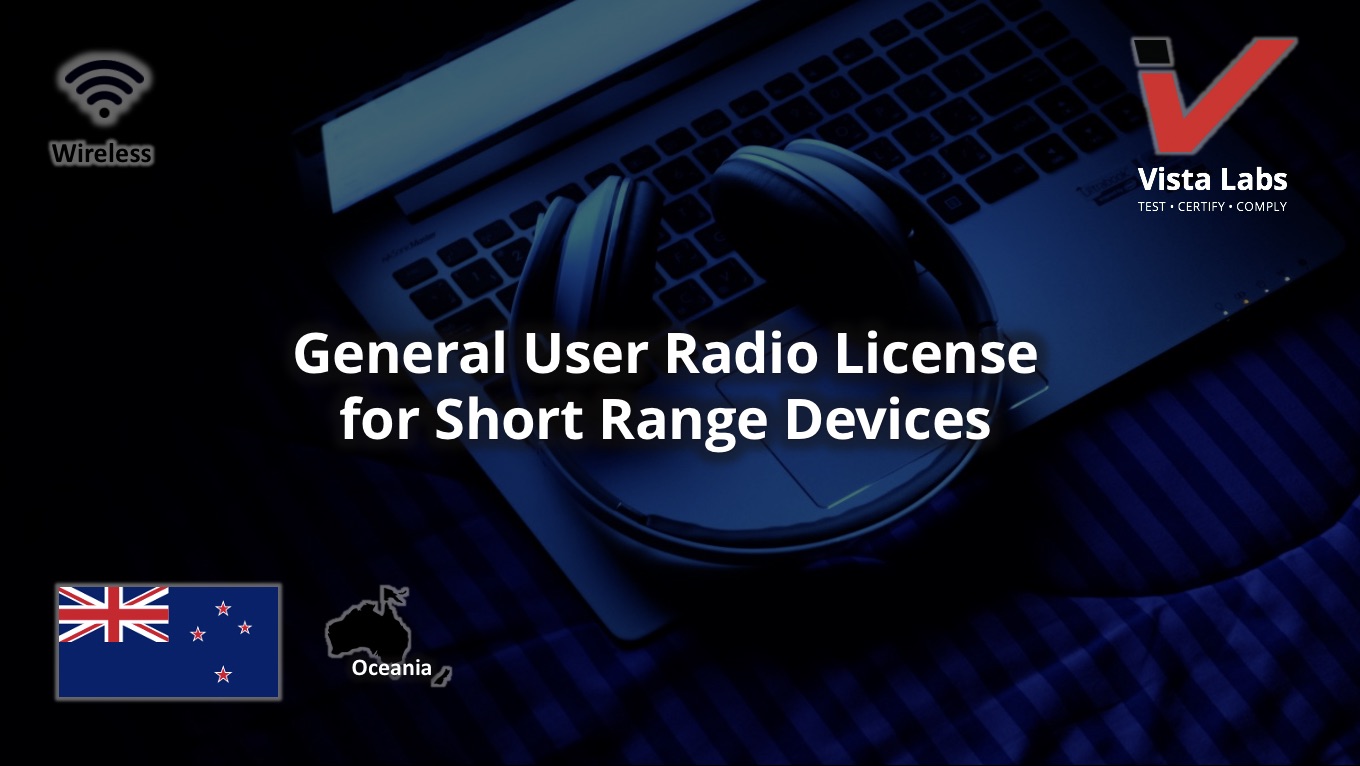 Wireless
Vista Labs
TEST • CERTIFY • COMPLY
General User Radio License
for Short Range Devices
Oceania